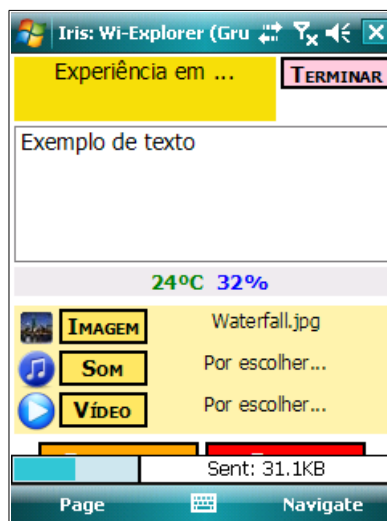 Iris: Wi-Explorer (Gru
Experiência em ...
TERMINAR
Exemplo de texto
24ºC 32%
IMAGEM Waterfall.jpg
SOM Por escolher...
VÍDEO Por escolher...
Sent: 31.1KB
Page Navigate